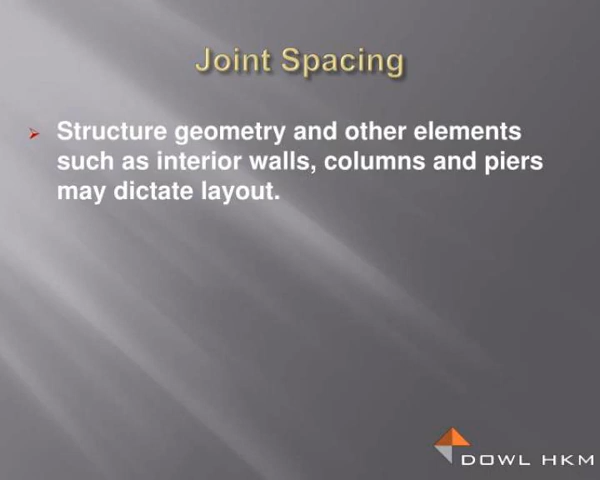 Joint Spacing
Structure geometry and other elements
such as interior walls, columns and piers
may dictate layout.
DOWL HKM